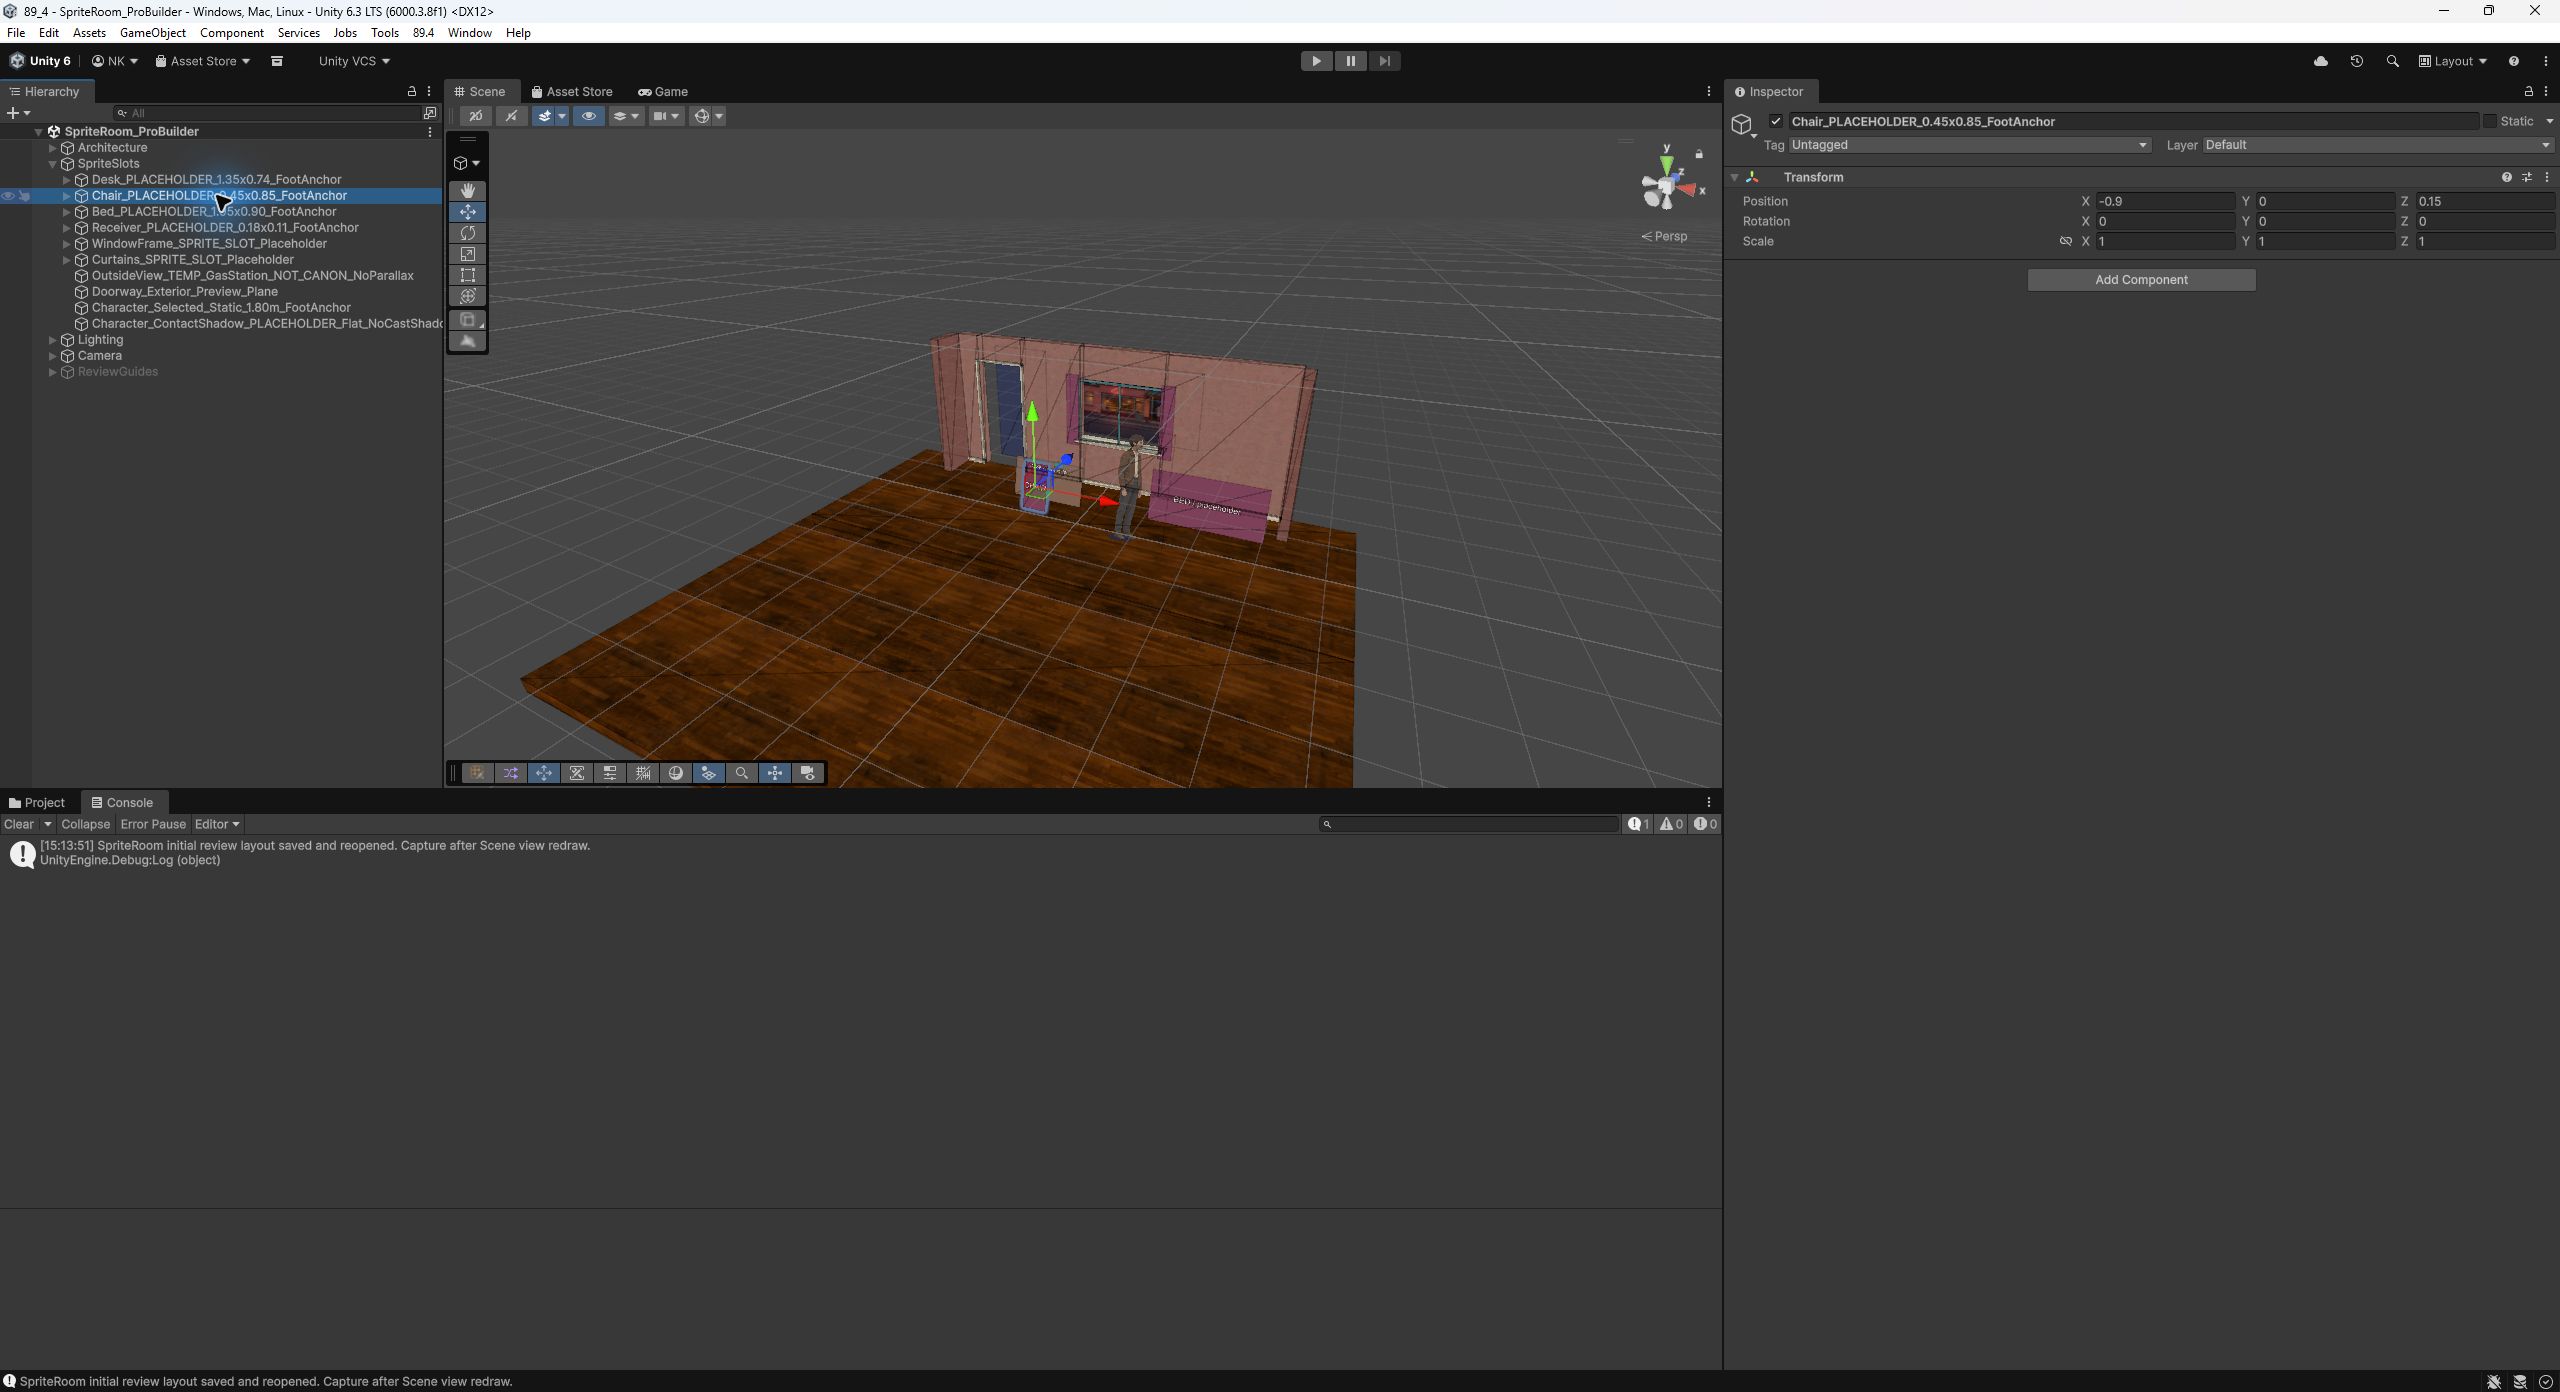 89_4 - SpriteRoom_ProBuilder - Windows, Mac, Linux - Unity 6.3 LTS (6000.3.8f1) <DX12>
File Edit Assets GameObject Component Services Jobs Tools 89.4 Window Help
Unity 6 NK Asset Store Unity VCS Layout
Hierarchy
All
SpriteRoom_ProBuilder
Architecture
SpriteSlots
Desk_PLACEHOLDER_1.35x0.74_FootAnchor
Chair_PLACEHOLDER_0.45x0.85_FootAnchor
Bed_PLACEHOLDER_1.95x0.90_FootAnchor
Receiver_PLACEHOLDER_0.18x0.11_FootAnchor
WindowFrame_SPRITE_SLOT_Placeholder
Curtains_SPRITE_SLOT_Placeholder
OutsideView_TEMP_GasStation_NOT_CANON_NoParallax
Doorway_Exterior_Preview_Plane
Character_Selected_Static_1.80m_FootAnchor
Character_ContactShadow_PLACEHOLDER_Flat_NoCastShado
Lighting
Camera
ReviewGuides
Scene Asset Store Game
2D
y
z
x
Persp
BED / placeholder
Inspector
Chair_PLACEHOLDER_0.45x0.85_FootAnchor Static
Tag Untagged Layer Default
Transform
Position X -0.9 Y 0 Z 0.15
Rotation X 0 Y 0 Z 0
Scale X 1 Y 1 Z 1
Add Component
Project Console
Clear Collapse Error Pause Editor 1 0 0
[15:13:51] SpriteRoom initial review layout saved and reopened. Capture after Scene view redraw.
UnityEngine.Debug:Log (object)
SpriteRoom initial review layout saved and reopened. Capture after Scene view redraw.